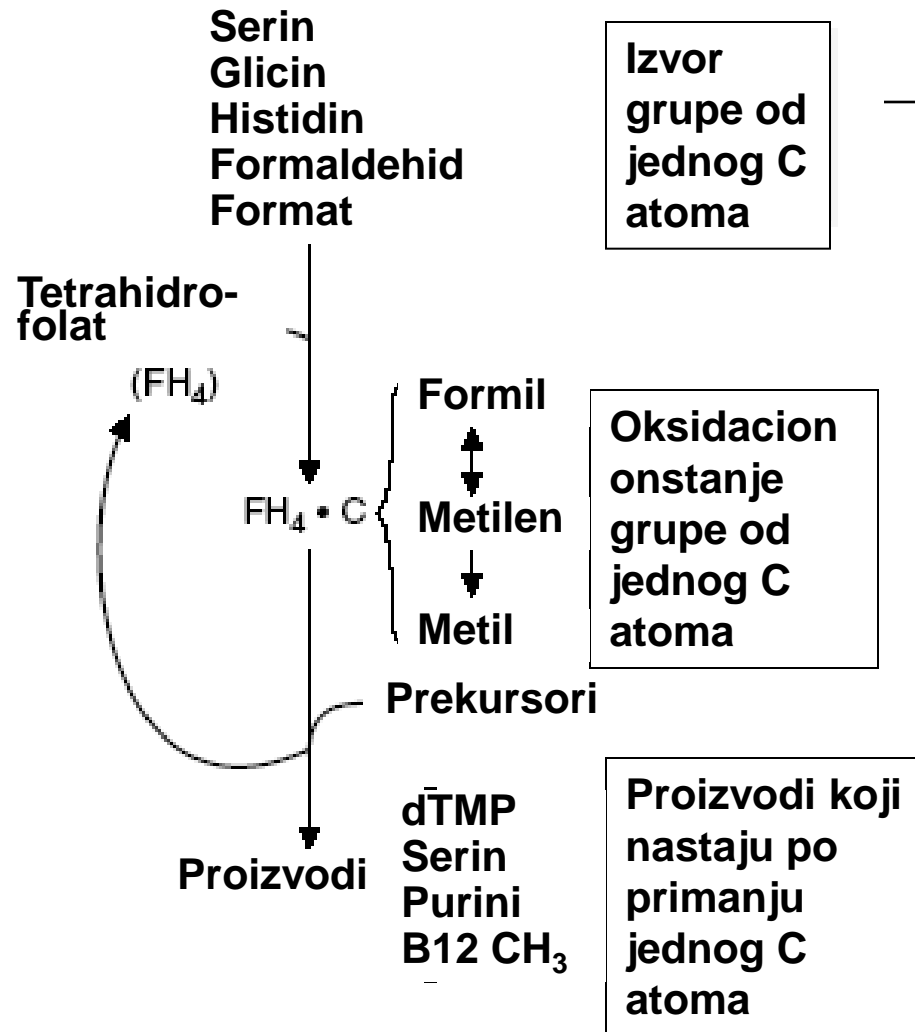 Serin
Glicin
Histidin
Formaldehid
Format
Izvor
grupe od
jednog C
atoma
Tetrahidro-
folat
(FH₄)
FH₄ • C
Formil
Metilen
Metil
Oksidacion
onstanje
grupe od
jednog C
atoma
Prekursori
Proizvodi
dTMP
Serin
Purini
B12 CH₃
Proizvodi koji
nastaju po
primanju
jednog C
atoma